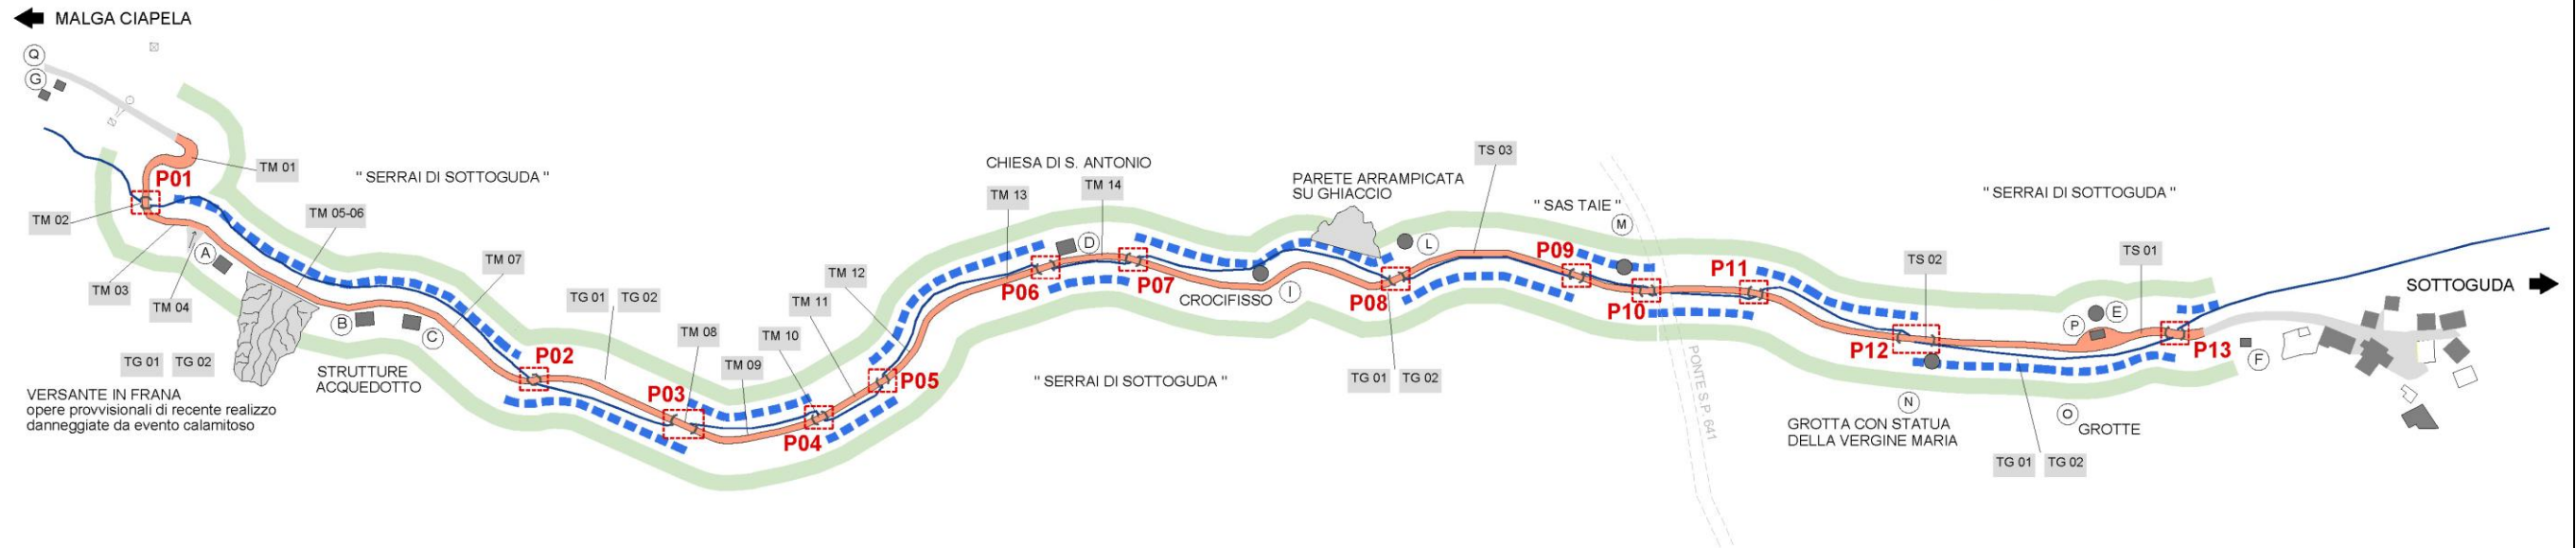 MALGA CIAPELA
Q
G
TM 01
P01
TM 02
" SERRAI DI SOTTOGUDA "
TM 05-06
A
TM 03
TM 04
TM 07
B
C
TG 01 TG 02
VERSANTE IN FRANA
opere provvisionali di recente realizzo
danneggiate da evento calamitoso
STRUTTURE
ACQUEDOTTO
P02
TG 01 TG 02
P03
TM 08
TM 09
TM 10
P04
TM 11
TM 12
P05
CHIESA DI S. ANTONIO
TM 13
TM 14
D
P06
P07
" SERRAI DI SOTTOGUDA "
CROCIFISSO
I
PARETE ARRAMPICATA
SU GHIACCIO
L
P08
TG 01 TG 02
TS 03
" SAS TAIE "
M
P09
P10
P11
PONTE S.P. 641
" SERRAI DI SOTTOGUDA "
TS 02
P12
N
GROTTA CON STATUA
DELLA VERGINE MARIA
O
GROTTE
TG 01 TG 02
P
E
TS 01
P13
F
SOTTOGUDA